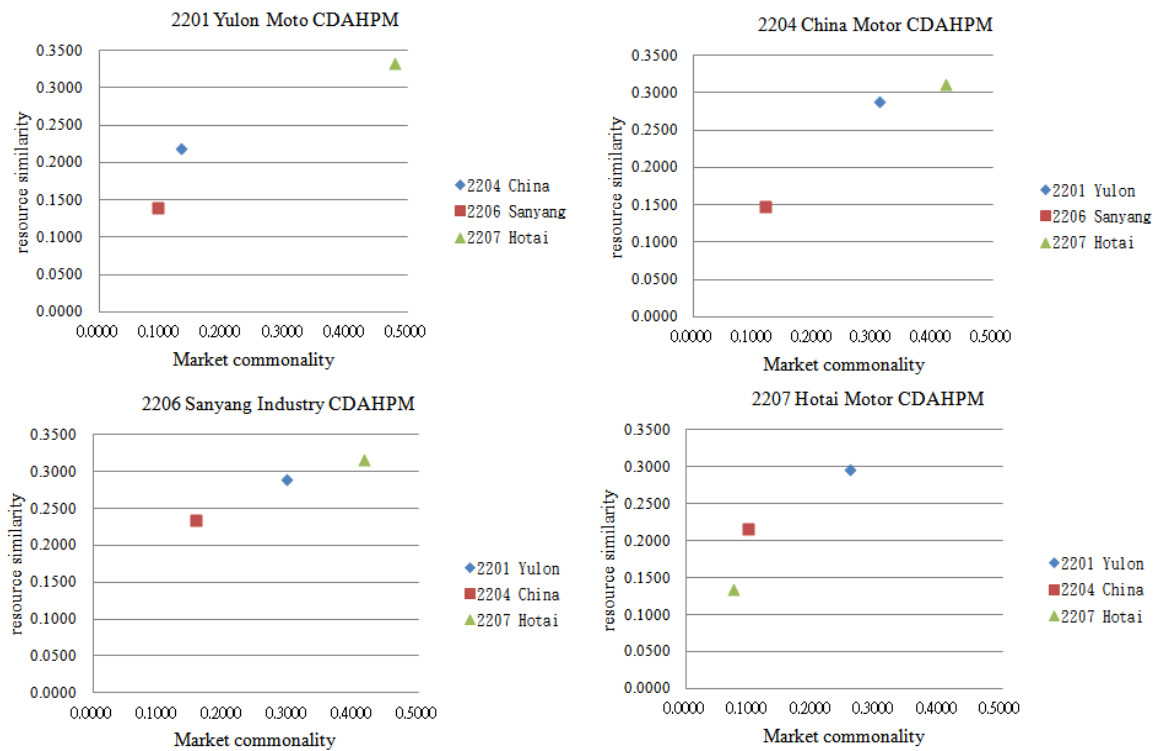 2201 Yulon Moto CDAHPM
0.3500
0.3000
0.2500
0.2000
0.1500
0.1000
0.0500
0.0000
resource similarity
0.0000 0.1000 0.2000 0.3000 0.4000 0.5000
Market commonality
2204 China
2206 Sanyang
2207 Hotai
2204 China Motor CDAHPM
0.3500
0.3000
0.2500
0.2000
0.1500
0.1000
0.0500
0.0000
resource similarity
0.0000 0.1000 0.2000 0.3000 0.4000 0.5000
Market commonality
2201 Yulon
2206 Sanyang
2207 Hotai
2206 Sanyang Industry CDAHPM
0.3500
0.3000
0.2500
0.2000
0.1500
0.1000
0.0500
0.0000
resource similarity
0.0000 0.1000 0.2000 0.3000 0.4000 0.5000
Market commonality
2201 Yulon
2204 China
2207 Hotai
2207 Hotai Motor CDAHPM
0.3500
0.3000
0.2500
0.2000
0.1500
0.1000
0.0500
0.0000
resource similarity
0.0000 0.1000 0.2000 0.3000 0.4000 0.5000
Market commonality
2201 Yulon
2204 China
2207 Hotai